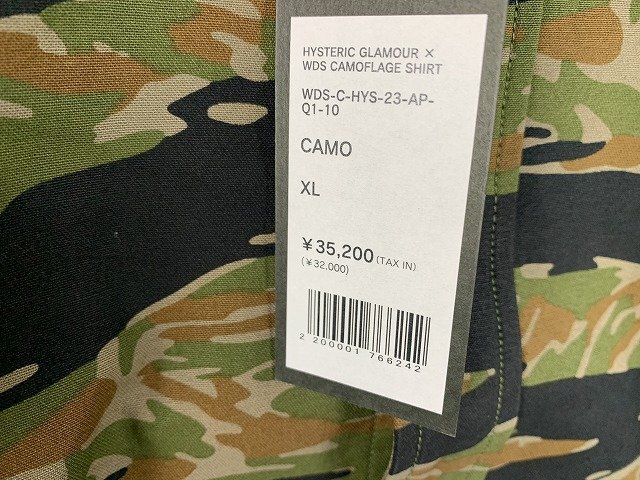 HYSTERIC GLAMOUR ×
WDS CAMOFLAGE SHIRT
WDS-C-HYS-23-AP-
Q1-10
CAMO
XL
¥35,200 (TAX IN)
(¥32,000)
2 200001 766242